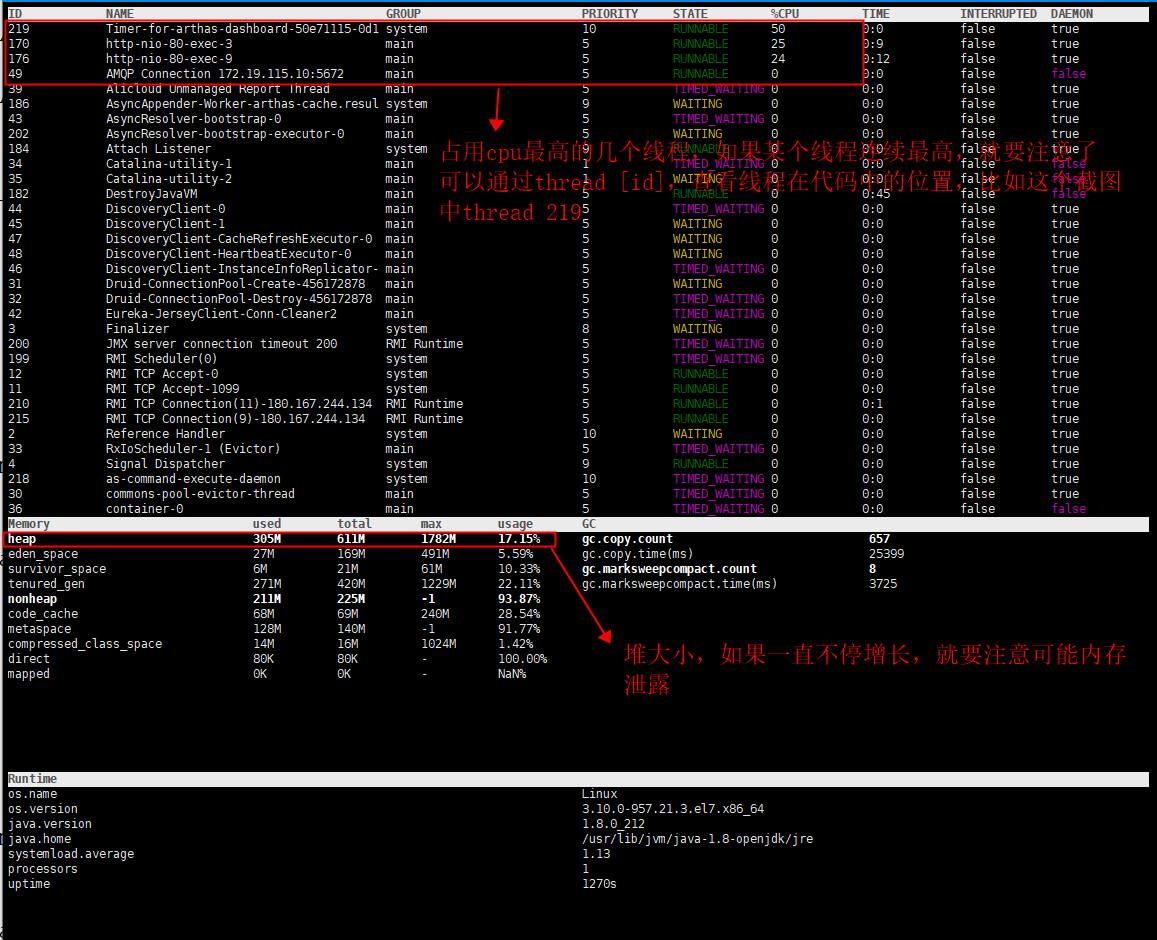 ID NAME GROUP PRIORITY STATE %CPU TIME INTERRUPTED DAEMON
219 Timer-for-arthas-dashboard-50e71115-0d1 system 10 RUNNABLE 50 0:0 false true
170 http-nio-80-exec-3 main 5 RUNNABLE 25 0:9 false true
176 http-nio-80-exec-9 main 5 RUNNABLE 24 0:12 false true
49 AMQP Connection 172.19.115.10:5672 main 5 RUNNABLE 0 0:0 false false
39 Alicloud Unmanaged Report Thread main 5 TIMED_WAITING 0 0:0 false true
186 AsyncAppender-Worker-arthas-cache.resul system 9 WAITING 0 0:0 false true
43 AsyncResolver-bootstrap-0 main 5 TIMED_WAITING 0 0:0 false true
202 AsyncResolver-bootstrap-executor-0 main 5 WAITING 0 0:0 false true
184 Attach Listener system 9 RUNNABLE 0 0:0 false true
占用cpu最高的几个线程，如果某个线程连续最高，就要注意了
34 Catalina-utility-1 main 1 TIMED_WAITING 0 0:0 false false
35 Catalina-utility-2 main 1 WAITING 0 0:0 false false
可以通过thread [id]，查看线程在代码中的位置，比如这个截图
182 DestroyJavaVM main 5 RUNNABLE 0 0:45 false false
44 DiscoveryClient-0 main 5 TIMED_WAITING 0 0:0 false true
中thread 219
45 DiscoveryClient-1 main 5 WAITING 0 0:0 false true
47 DiscoveryClient-CacheRefreshExecutor-0 main 5 WAITING 0 0:0 false true
48 DiscoveryClient-HeartbeatExecutor-0 main 5 WAITING 0 0:0 false true
46 DiscoveryClient-InstanceInfoReplicator- main 5 TIMED_WAITING 0 0:0 false true
31 Druid-ConnectionPool-Create-456172878 main 5 WAITING 0 0:0 false true
32 Druid-ConnectionPool-Destroy-456172878 main 5 TIMED_WAITING 0 0:0 false true
42 Eureka-JerseyClient-Conn-Cleaner2 main 5 TIMED_WAITING 0 0:0 false true
3 Finalizer system 8 WAITING 0 0:0 false true
200 JMX server connection timeout 200 RMI Runtime 5 TIMED_WAITING 0 0:0 false true
199 RMI Scheduler(0) system 5 TIMED_WAITING 0 0:0 false true
12 RMI TCP Accept-0 system 5 RUNNABLE 0 0:0 false true
11 RMI TCP Accept-1099 system 5 RUNNABLE 0 0:0 false true
210 RMI TCP Connection(11)-180.167.244.134 RMI Runtime 5 RUNNABLE 0 0:1 false true
215 RMI TCP Connection(9)-180.167.244.134 RMI Runtime 5 RUNNABLE 0 0:0 false true
2 Reference Handler system 10 WAITING 0 0:0 false true
33 RxIoScheduler-1 (Evictor) main 5 TIMED_WAITING 0 0:0 false true
4 Signal Dispatcher system 9 RUNNABLE 0 0:0 false true
218 as-command-execute-daemon system 10 TIMED_WAITING 0 0:0 false true
30 commons-pool-evictor-thread main 5 TIMED_WAITING 0 0:0 false true
36 container-0 main 5 TIMED_WAITING 0 0:0 false false
Memory used total max usage GC
heap 305M 611M 1782M 17.15% gc.copy.count 657
eden_space 27M 169M 491M 5.59% gc.copy.time(ms) 25399
survivor_space 6M 21M 61M 10.33% gc.marksweepcompact.count 8
tenured_gen 271M 420M 1229M 22.11% gc.marksweepcompact.time(ms) 3725
nonheap 211M 225M -1 93.87%
code_cache 68M 69M 240M 28.54%
metaspace 128M 140M -1 91.77%
compressed_class_space 14M 16M 1024M 1.42%
direct 80K 80K - 100.00%
mapped 0K 0K - NaN%
堆大小，如果一直不停增长，就要注意可能内存
泄露
Runtime
os.name Linux
os.version 3.10.0-957.21.3.el7.x86_64
java.version 1.8.0_212
java.home /usr/lib/jvm/java-1.8-openjdk/jre
systemload.average 1.13
processors 1
uptime 1270s